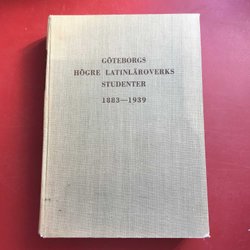 GÖTEBORGS
HÖGRE LATINLÄROVERKS
STUDENTER
1883—1939